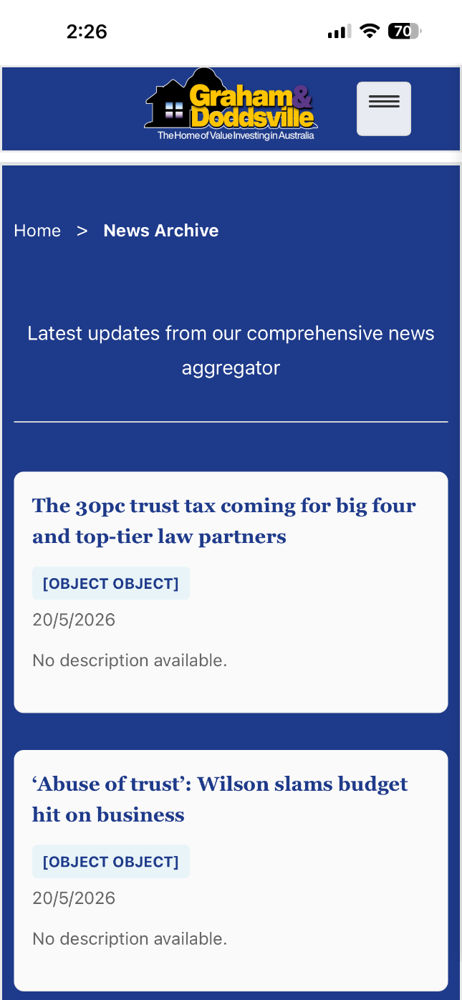 2:26
70
Graham&
Doddsville
The Home of Value Investing in Australia
Home > News Archive
Latest updates from our comprehensive news
aggregator
The 30pc trust tax coming for big four
and top-tier law partners
[OBJECT OBJECT]
20/5/2026
No description available.
‘Abuse of trust’: Wilson slams budget
hit on business
[OBJECT OBJECT]
20/5/2026
No description available.